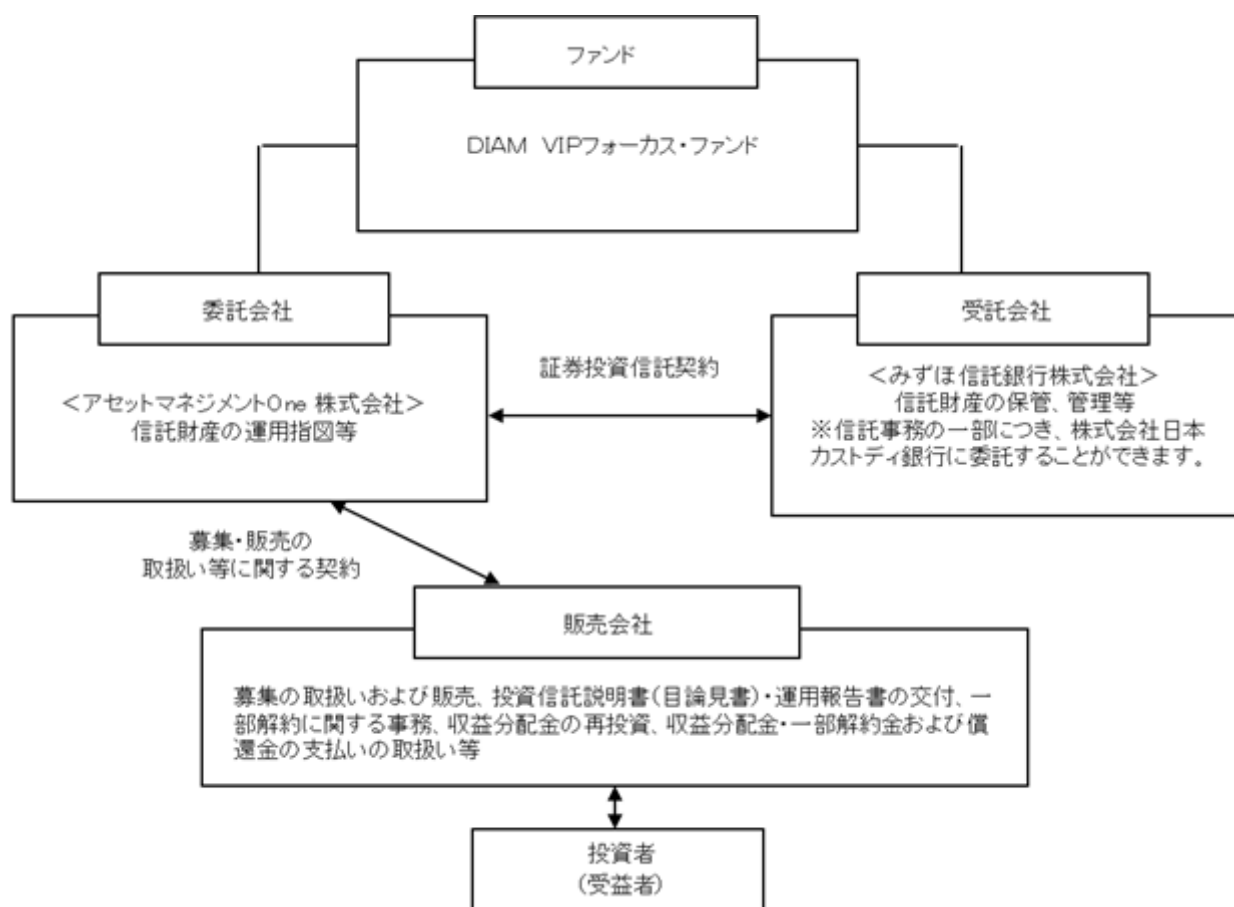 ファンド
DIAM VIPフォーカス・ファンド
委託会社
<アセットマネジメントOne 株式会社>
信託財産の運用指図等
証券投資信託契約
受託会社
<みずほ信託銀行株式会社>
信託財産の保管、管理等
※信託事務の一部につき、株式会社日本
カストディ銀行に委託することができます。
募集・販売の
取扱い等に関する契約
販売会社
募集の取扱いおよび販売、投資信託説明書(目論見書)・運用報告書の交付、一
部解約に関する事務、収益分配金の再投資、収益分配金・一部解約金および償
還金の支払いの取扱い等
投資者
(受益者)